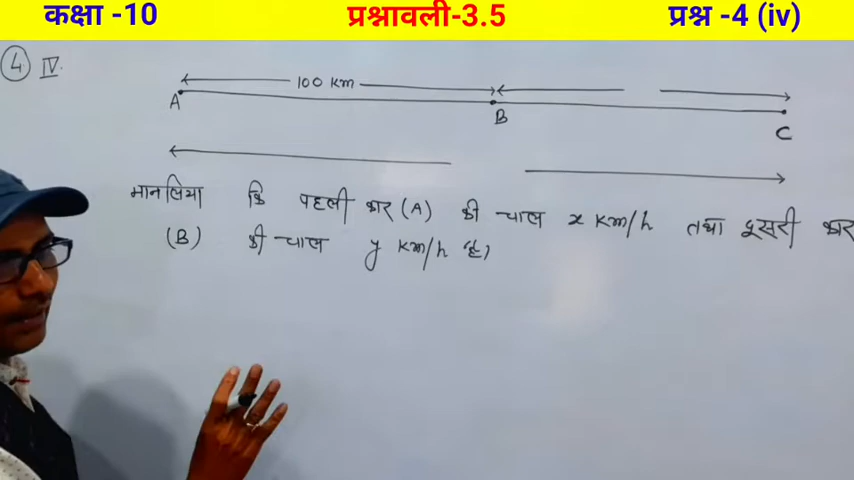 कक्षा -10 प्रश्नावली-3.5 प्रश्न -4 (iv)
4 IV.
100 Km
A B C
मानलिया कि पहली कार (A) की चाल x Km/h तथा दूसरी कार
(B) की चाल y Km/h है।